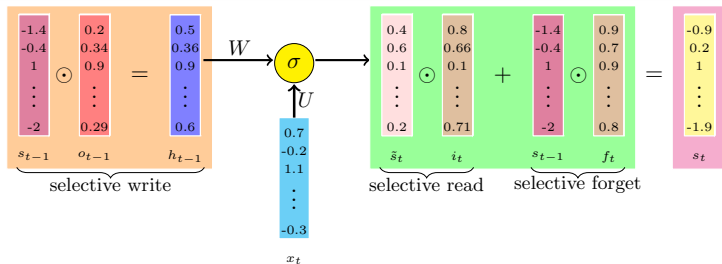 -1.4 0.2 0.5 0.4 0.8 -1.4 0.9 -0.9
-0.4 0.34 0.36 W σ 0.6 0.66 -0.4 0.7 0.2
1 ⊙ 0.9 = 0.9 0.1 ⊙ 0.1 + 1 ⊙ 0.9 = 1
⋮ ⋮ ⋮ U ⋮ ⋮ ⋮ ⋮ ⋮
-2 0.29 0.6 0.2 0.71 -2 0.8 -1.9
s_{t−1} o_{t−1} h_{t−1} s̃_t i_t s_{t−1} f_t s_t
selective write selective read selective forget
0.7
-0.2
1.1
⋮
-0.3
x_t